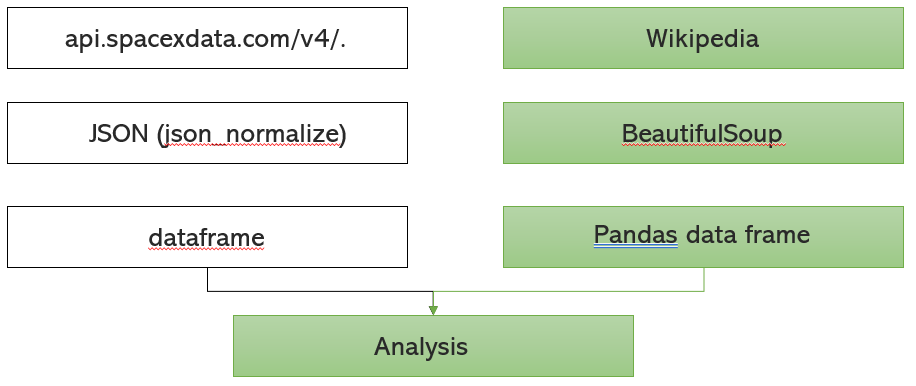 api.spacexdata.com/v4/.
Wikipedia
JSON (json_normalize)
BeautifulSoup
dataframe
Pandas data frame
Analysis